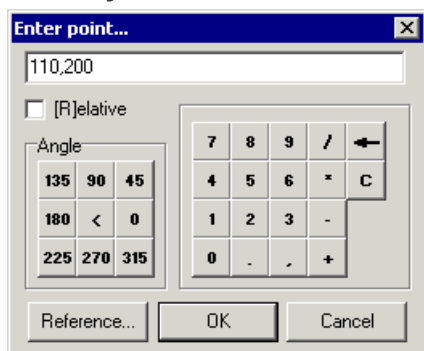 Enter point...
110,200
[R]elative
Angle
135 90 45
180 < 0
225 270 315
7 8 9 /
4 5 6 * C
1 2 3 -
0 . , +
Reference... OK Cancel